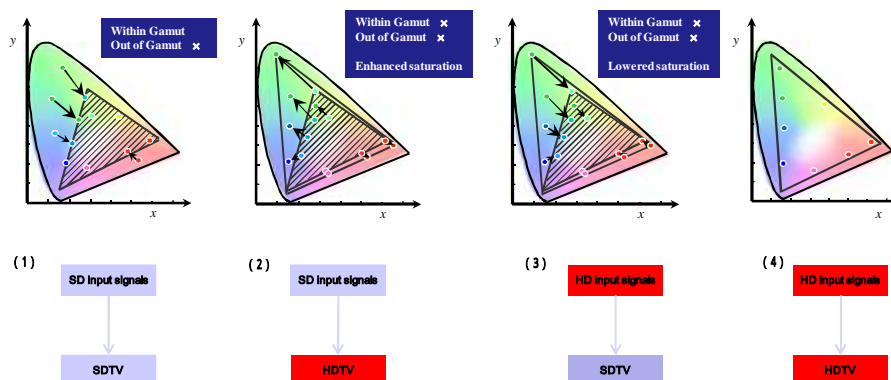 y
Within Gamut
Out of Gamut ×
x
y
Within Gamut ×
Out of Gamut ×
Enhanced saturation
x
y
Within Gamut ×
Out of Gamut ×
Lowered saturation
x
y
x
(1)
SD Input signals
SDTV
(2)
SD Input signals
HDTV
(3)
HD Input signals
SDTV
(4)
HD Input signals
HDTV